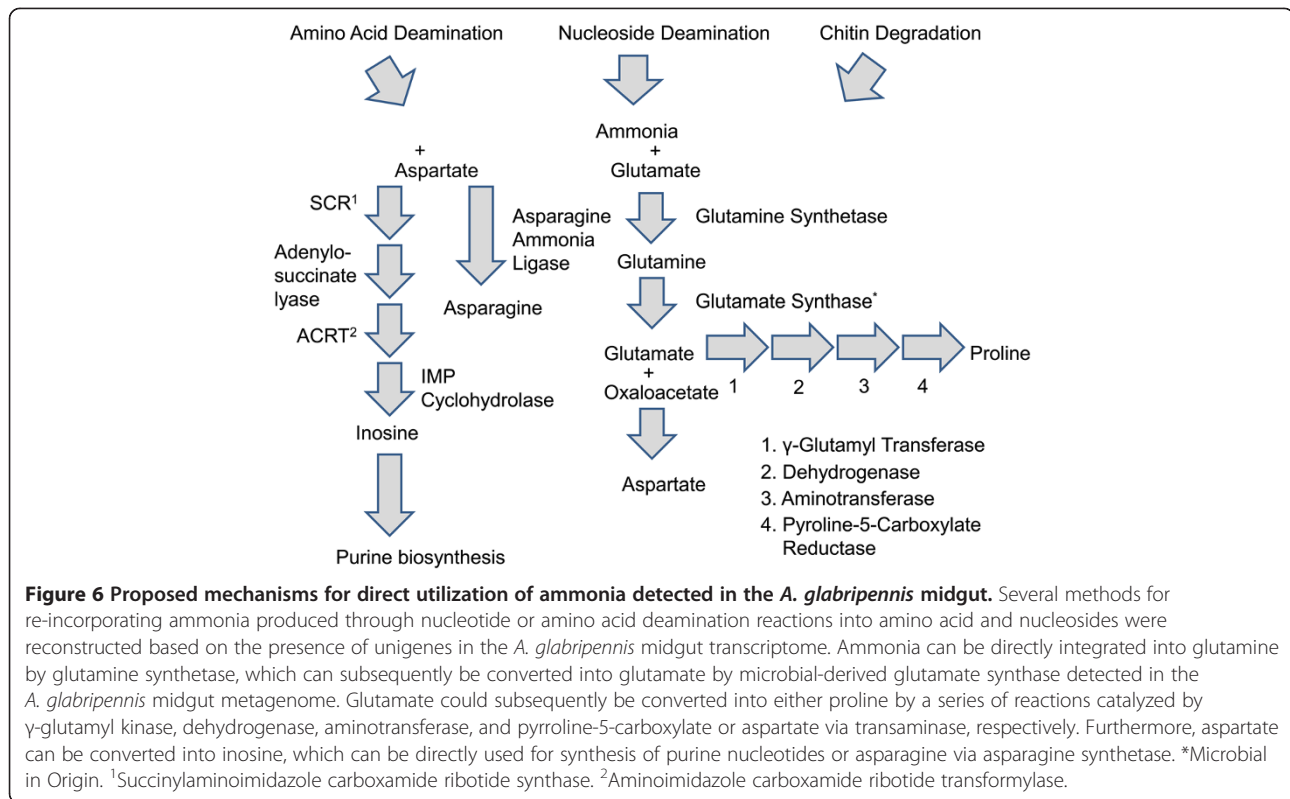 Amino Acid Deamination
Nucleoside Deamination
Chitin Degradation
Ammonia
+
Glutamate
+
Aspartate
SCR¹
Adenylo-
succinate
lyase
ACRT²
IMP
Cyclohydrolase
Inosine
Purine biosynthesis
Asparagine
Ammonia
Ligase
Asparagine
Glutamine Synthetase
Glutamine
Glutamate Synthase*
Glutamate
+
Oxaloacetate
Aspartate
1
2
3
4
Proline
1. γ-Glutamyl Transferase
2. Dehydrogenase
3. Aminotransferase
4. Pyroline-5-Carboxylate
Reductase
Figure 6 Proposed mechanisms for direct utilization of ammonia detected in the A. glabripennis midgut. Several methods for
re-incorporating ammonia produced through nucleotide or amino acid deamination reactions into amino acid and nucleosides were
reconstructed based on the presence of unigenes in the A. glabripennis midgut transcriptome. Ammonia can be directly integrated into glutamine
by glutamine synthetase, which can subsequently be converted into glutamate by microbial-derived glutamate synthase detected in the
A. glabripennis midgut metagenome. Glutamate could subsequently be converted into either proline by a series of reactions catalyzed by
γ-glutamyl kinase, dehydrogenase, aminotransferase, and pyrroline-5-carboxylate or aspartate via transaminase, respectively. Furthermore, aspartate
can be converted into inosine, which can be directly used for synthesis of purine nucleotides or asparagine via asparagine synthetase. *Microbial
in Origin. ¹Succinylaminoimidazole carboxamide ribotide synthase. ²Aminoimidazole carboxamide ribotide transformylase.